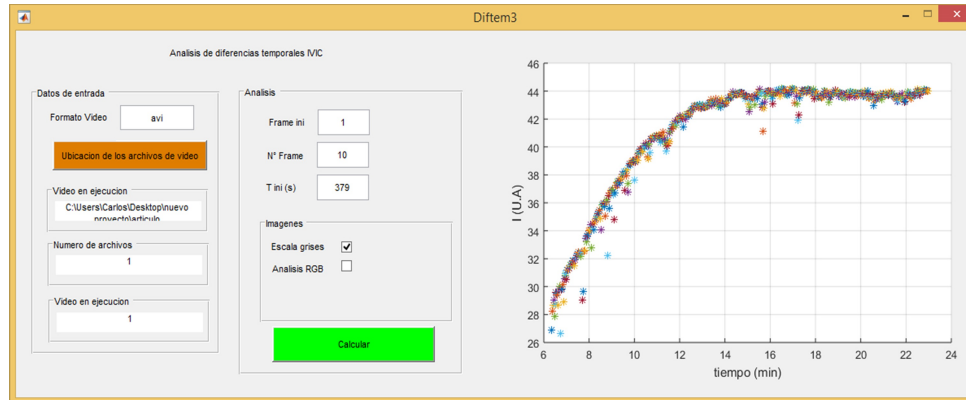 Diftem3
Analisis de diferencias temporales IVIC
Datos de entrada
Formato Video
avi
Ubicacion de los archivos de video
Video en ejecucion
C:\Users\Carlos\Desktop\nuevo
proyecto\articulo
Numero de archivos
1
Video en ejecucion
1
Analisis
Frame ini
1
N° Frame
10
T ini (s)
379
Imagenes
Escala grises
Analisis RGB
Calcular
I (U.A)
46
44
42
40
38
36
34
32
30
28
26
6 8 10 12 14 16 18 20 22 24
tiempo (min)